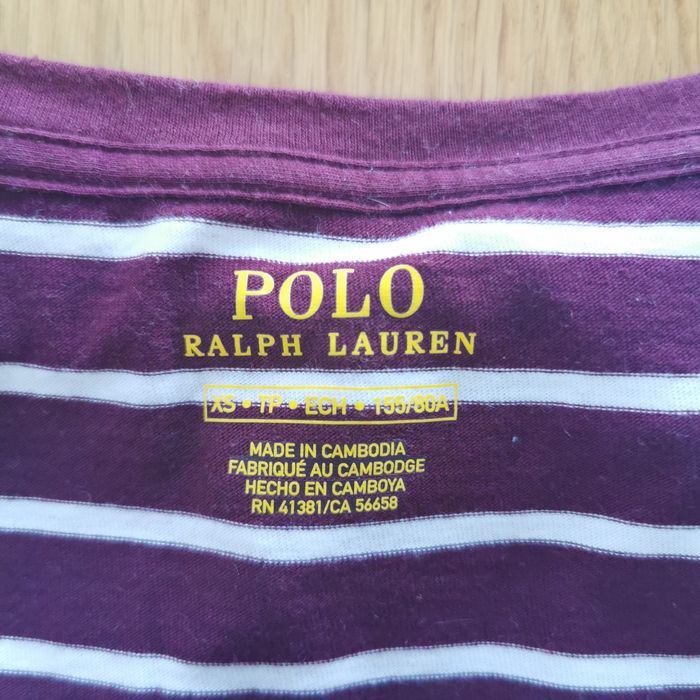 POLO
RALPH LAUREN
XS • TP • ECH • 155/80A
MADE IN CAMBODIA
FABRIQUÉ AU CAMBODGE
HECHO EN CAMBOYA
RN 41381/CA 56658